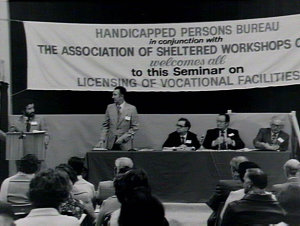 HANDICAPPED PERSONS BUREAU
in conjunction with
THE ASSOCIATION OF SHELTERED WORKSHOPS
welcomes all
to this Seminar on
LICENSING OF VOCATIONAL FACILITIES